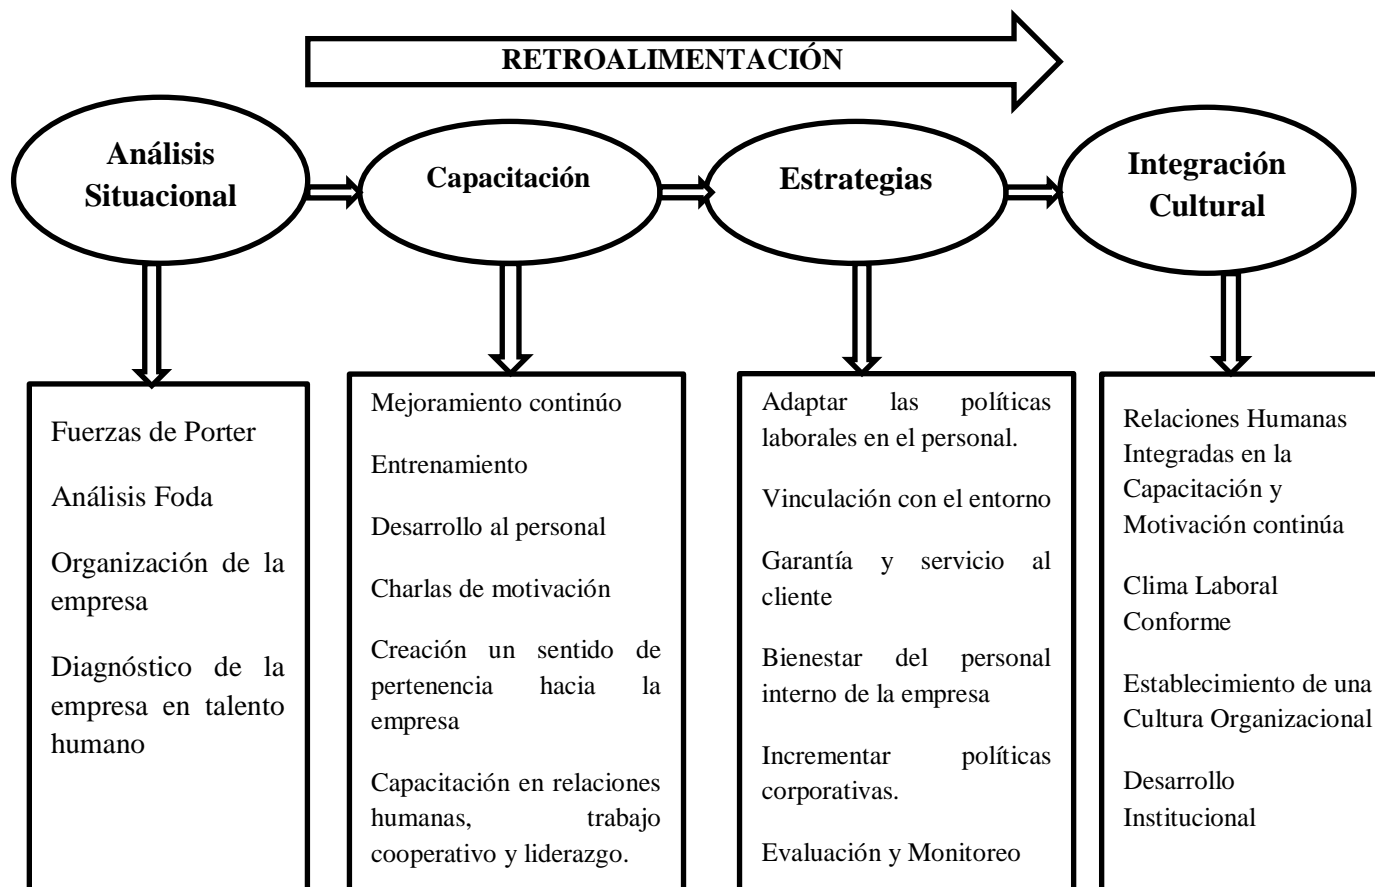 RETROALIMENTACIÓN
Análisis
Situacional
Capacitación
Estrategias
Integración
Cultural
Fuerzas de Porter
Análisis Foda
Organización de la
empresa
Diagnóstico de la
empresa en talento
humano
Mejoramiento continúo
Entrenamiento
Desarrollo al personal
Charlas de motivación
Creación un sentido de
pertenencia hacia la
empresa
Capacitación en relaciones
humanas, trabajo
cooperativo y liderazgo.
Adaptar las políticas
laborales en el personal.
Vinculación con el entorno
Garantía y servicio al
cliente
Bienestar del personal
interno de la empresa
Incrementar políticas
corporativas.
Evaluación y Monitoreo
Relaciones Humanas
Integradas en la
Capacitación y
Motivación continúa
Clima Laboral
Conforme
Establecimiento de una
Cultura Organizacional
Desarrollo
Institucional